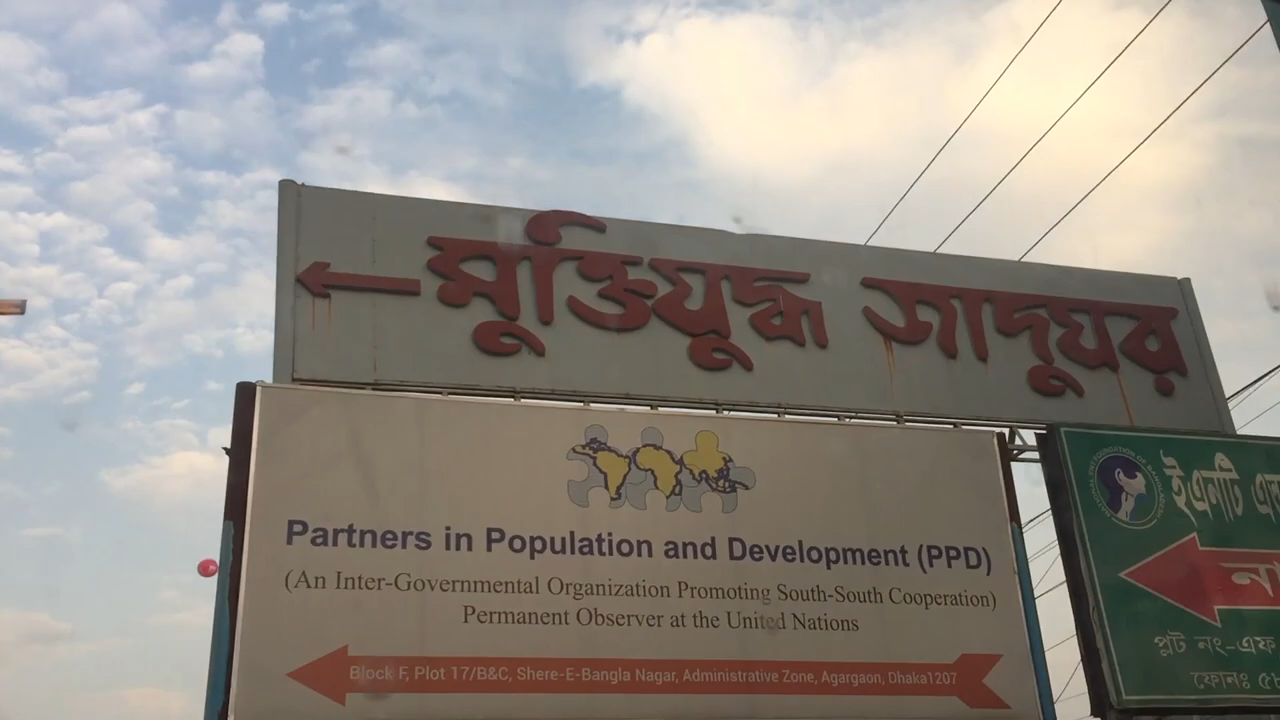 মুক্তিযুদ্ধ জাদুঘর
Partners in Population and Development (PPD)
(An Inter-Governmental Organization Promoting South-South Cooperation)
Permanent Observer at the United Nations
Block F, Plot 17/B&C, Shere-E-Bangla Nagar, Administrative Zone, Agargaon, Dhaka1207
ইএনটি
প্লট নং-এফ
ফোনঃ ৫৮